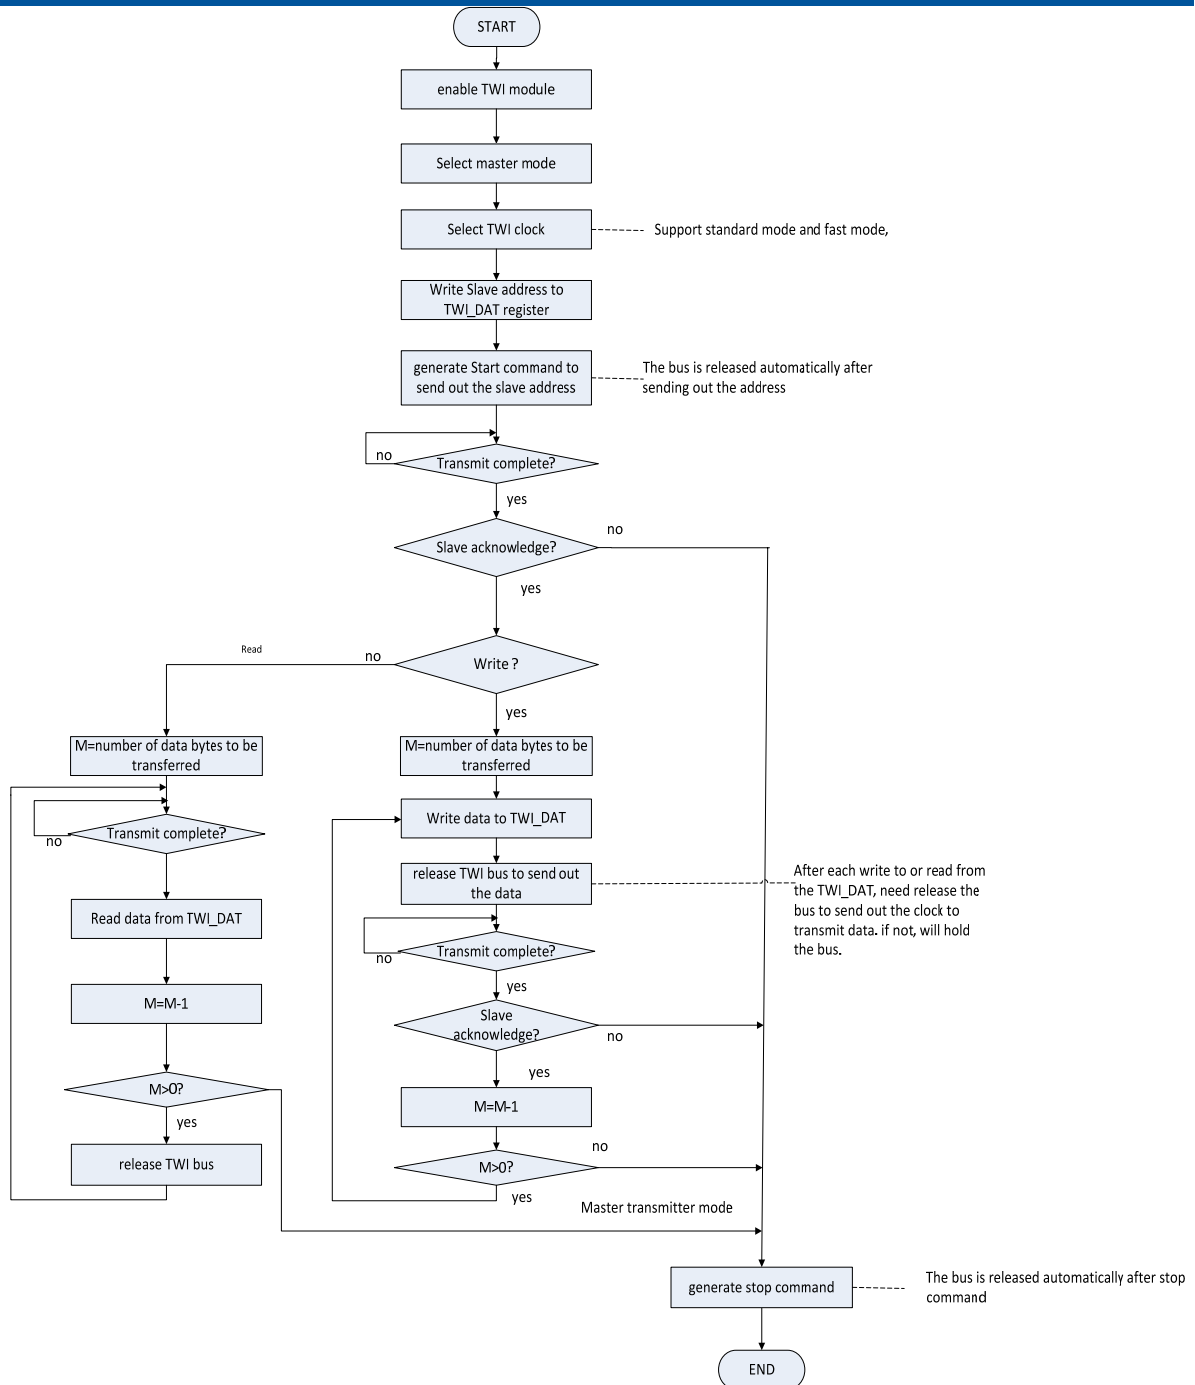 START
enable TWI module
Select master mode
Select TWI clock
Support standard mode and fast mode,
Write Slave address to
TWI_DAT register
generate Start command to
send out the slave address
The bus is released automatically after
sending out the address
no
Transmit complete?
yes
Slave acknowledge?
no
yes
Write ?
no
Read
yes
M=number of data bytes to be
transferred
Transmit complete?
no
Read data from TWI_DAT
M=M-1
M>0?
yes
release TWI bus
M=number of data bytes to be
transferred
Write data to TWI_DAT
release TWI bus to send out
the data
After each write to or read from
the TWI_DAT, need release the
bus to send out the clock to
transmit data. if not, will hold
the bus.
Transmit complete?
no
yes
Slave
acknowledge?
no
yes
M=M-1
M>0?
no
yes
Master transmitter mode
generate stop command
The bus is released automatically after stop
command
END